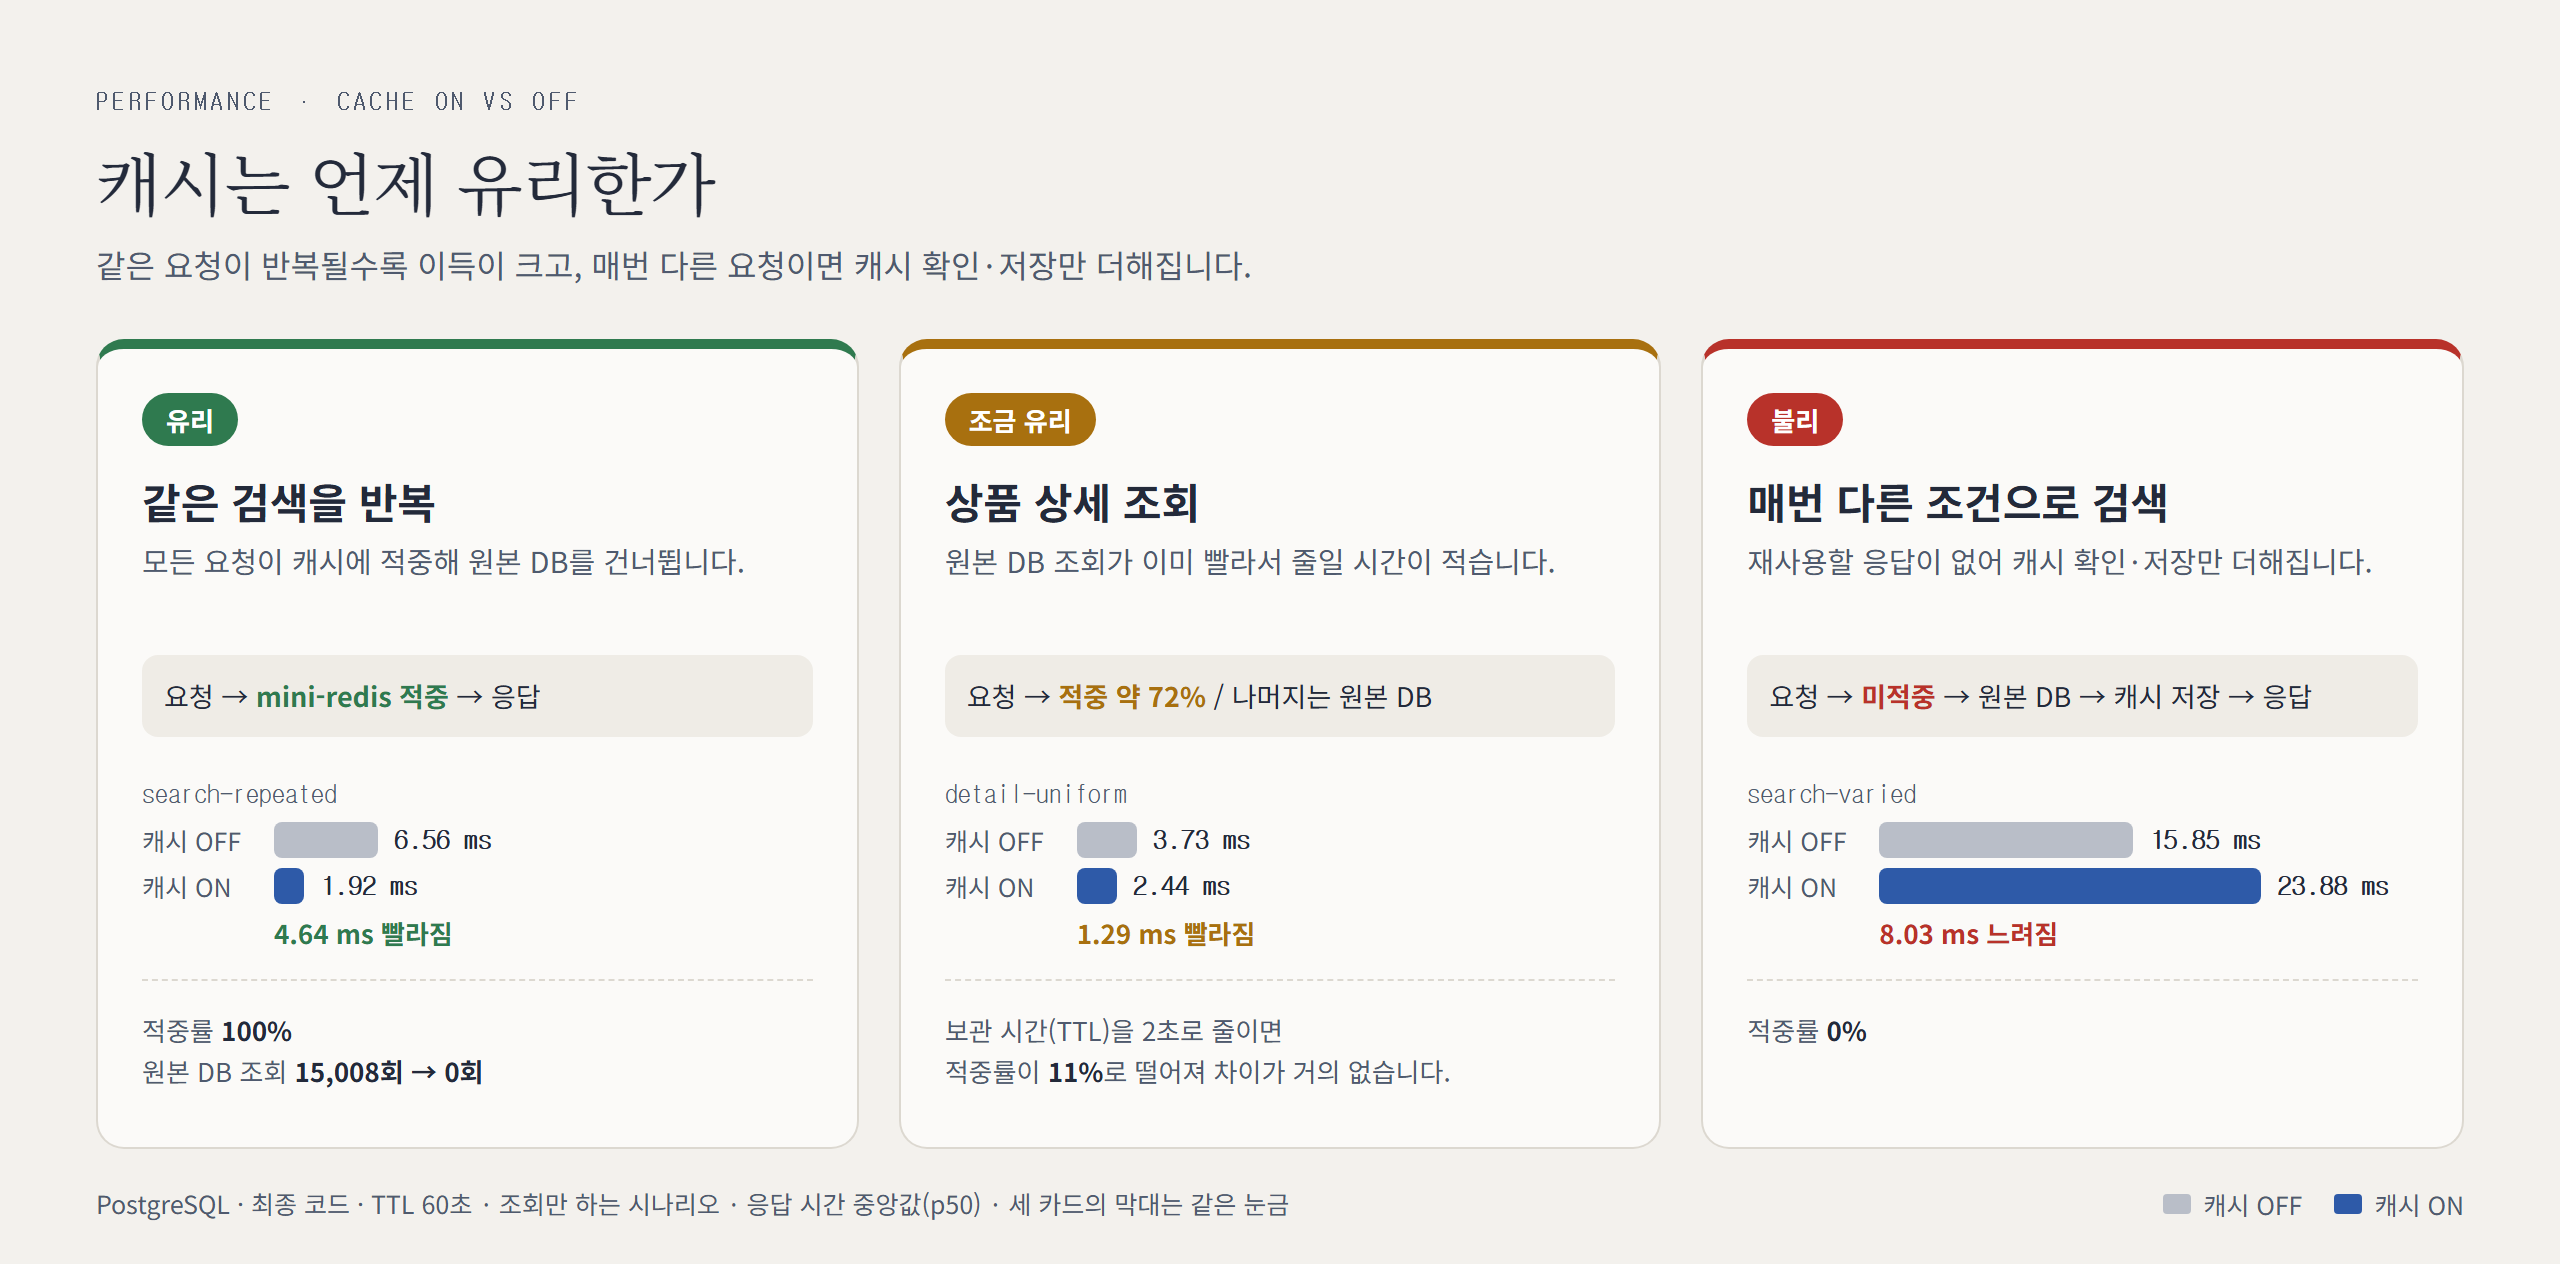 PERFORMANCE · CACHE ON VS OFF
캐시는 언제 유리한가
같은 요청이 반복될수록 이득이 크고, 매번 다른 요청이면 캐시 확인·저장만 더해집니다.
유리
같은 검색을 반복
모든 요청이 캐시에 적중해 원본 DB를 건너뜁니다.
요청 → mini-redis 적중 → 응답
search-repeated
캐시 OFF 6.56 ms
캐시 ON 1.92 ms
4.64 ms 빨라짐
적중률 100%
원본 DB 조회 15,008회 → 0회
조금 유리
상품 상세 조회
원본 DB 조회가 이미 빨라서 줄일 시간이 적습니다.
요청 → 적중 약 72% / 나머지는 원본 DB
detail-uniform
캐시 OFF 3.73 ms
캐시 ON 2.44 ms
1.29 ms 빨라짐
보관 시간(TTL)을 2초로 줄이면
적중률이 11%로 떨어져 차이가 거의 없습니다.
불리
매번 다른 조건으로 검색
재사용할 응답이 없어 캐시 확인·저장만 더해집니다.
요청 → 미적중 → 원본 DB → 캐시 저장 → 응답
search-varied
캐시 OFF 15.85 ms
캐시 ON 23.88 ms
8.03 ms 느려짐
적중률 0%
PostgreSQL · 최종 코드 · TTL 60초 · 조회만 하는 시나리오 · 응답 시간 중앙값(p50) · 세 카드의 막대는 같은 눈금
캐시 OFF 캐시 ON